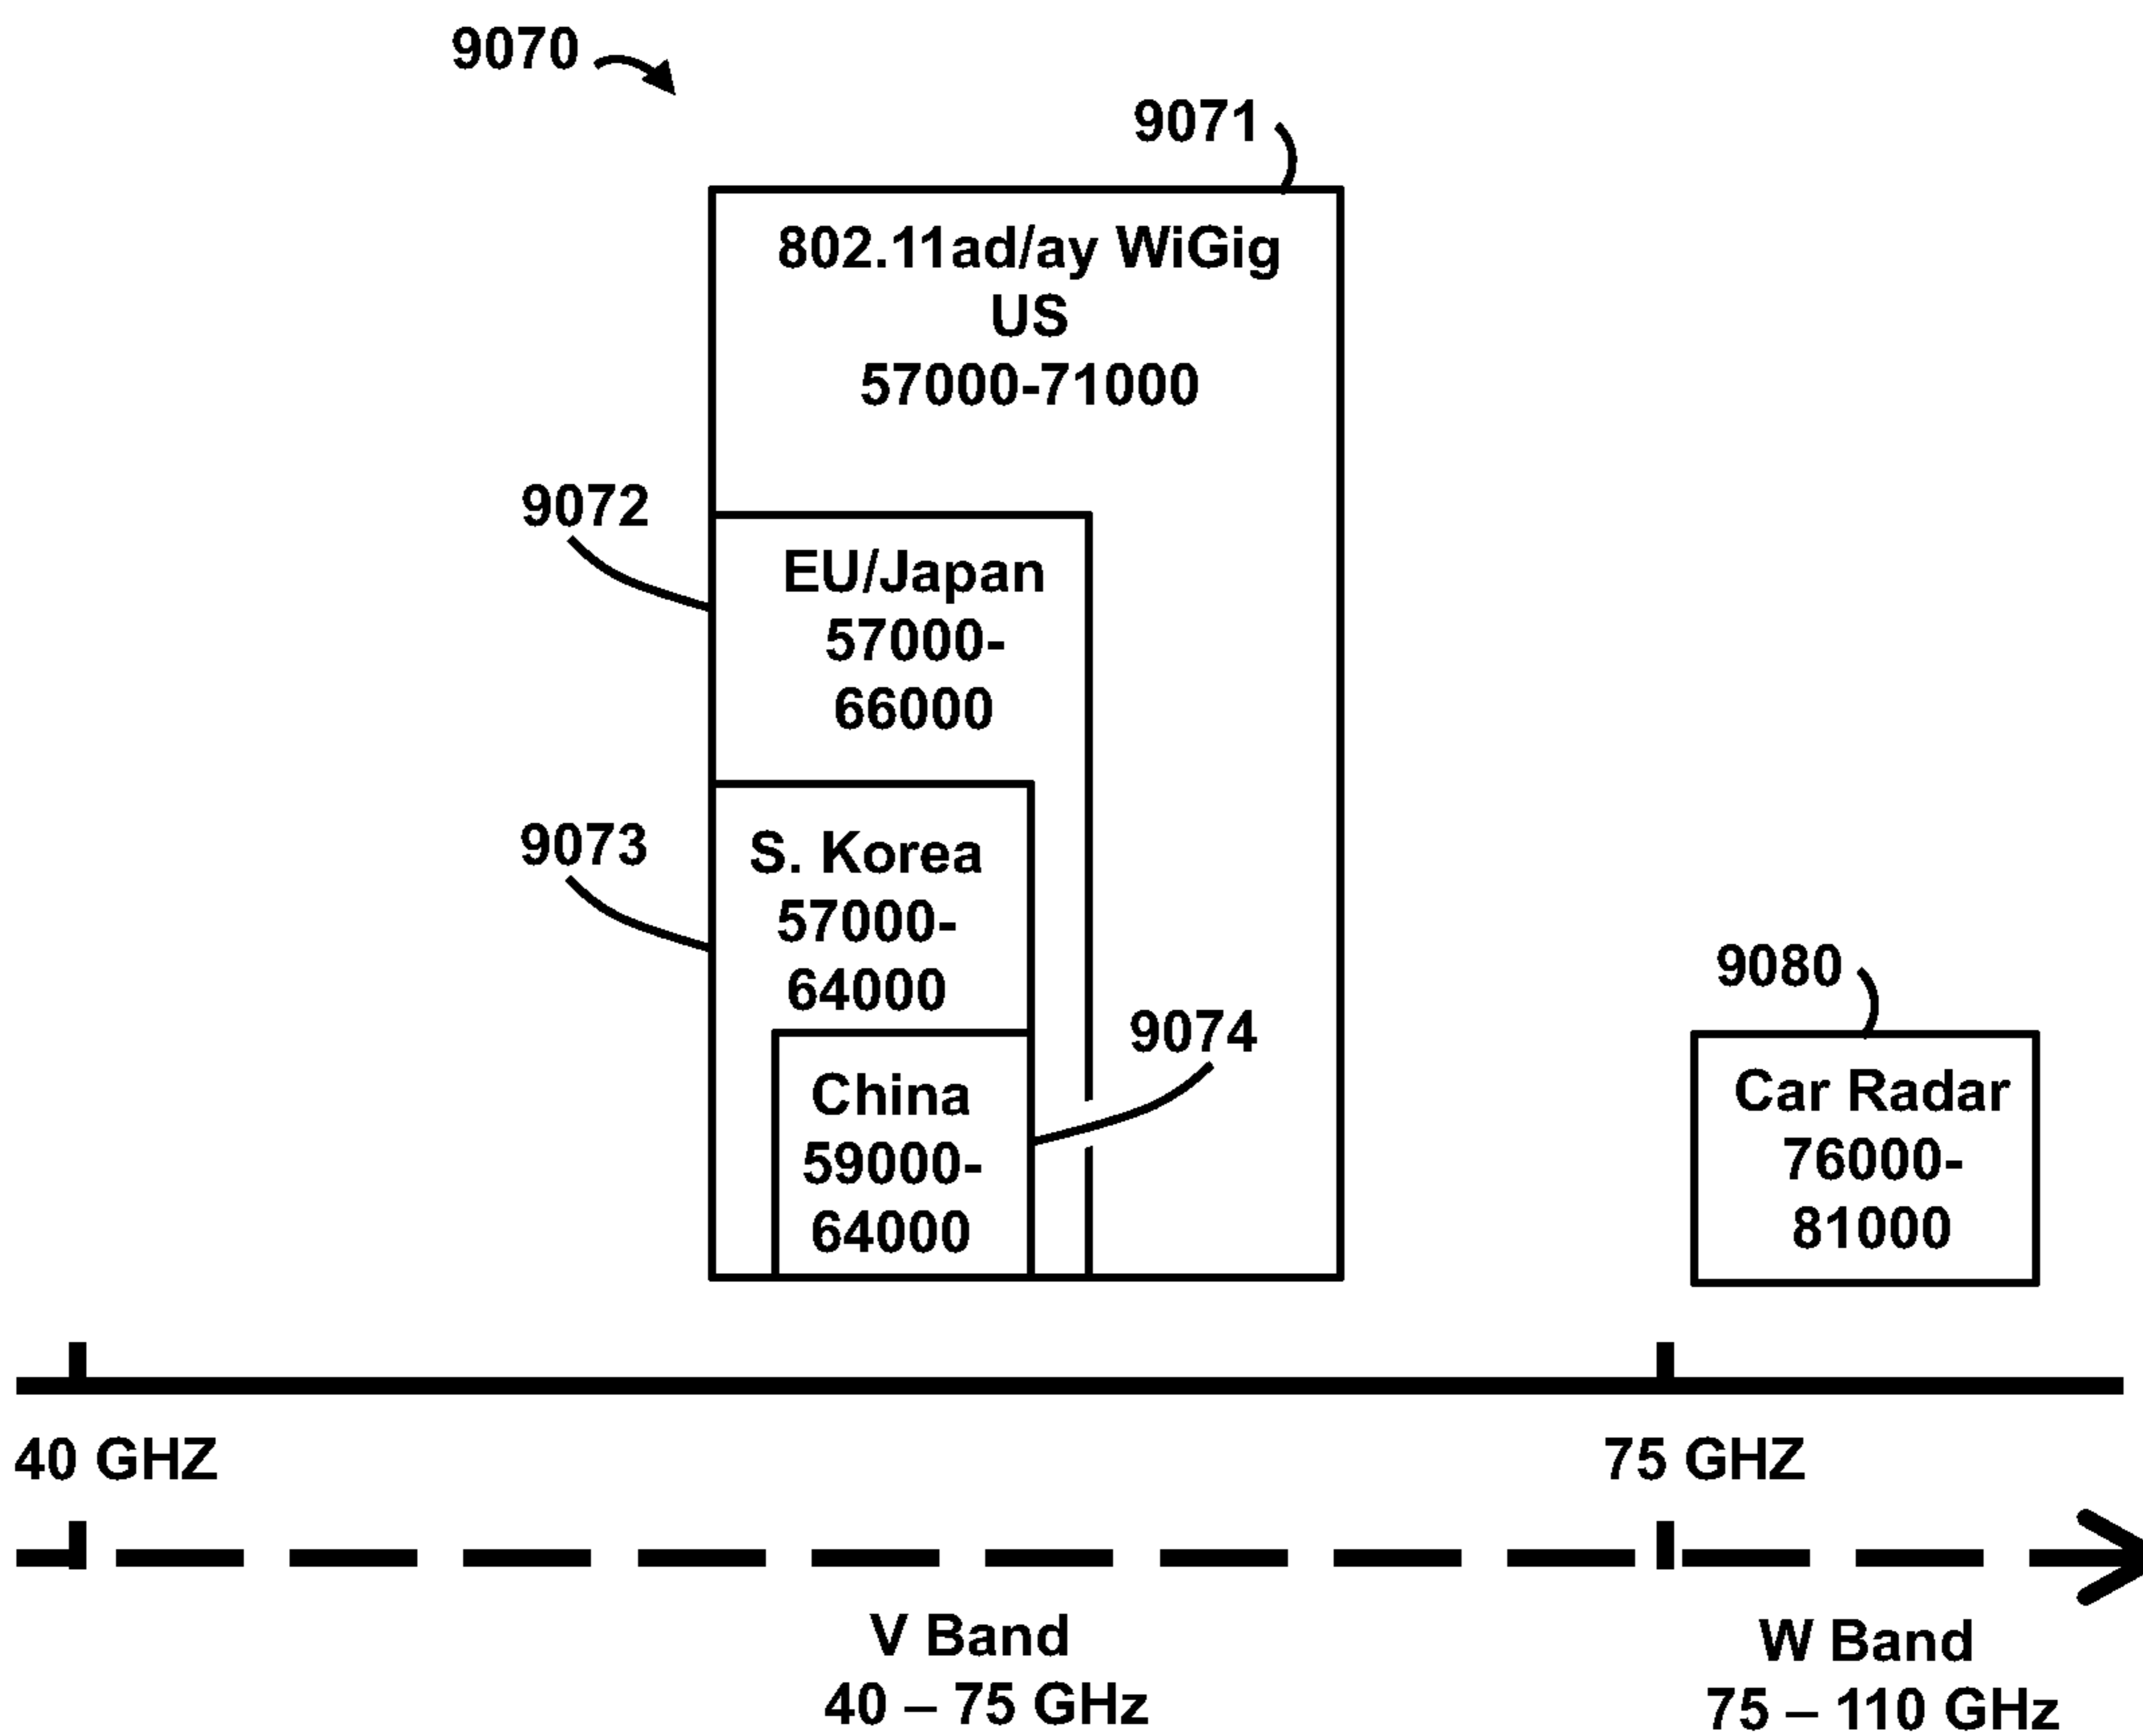 9070
9071
802.11ad/ay WiGig
US
57000-71000
9072
EU/Japan
57000-
66000
9073
S. Korea
57000-
64000
9074
China
59000-
64000
9080
Car Radar
76000-
81000
40 GHZ
75 GHZ
V Band
40 – 75 GHz
W Band
75 – 110 GHz